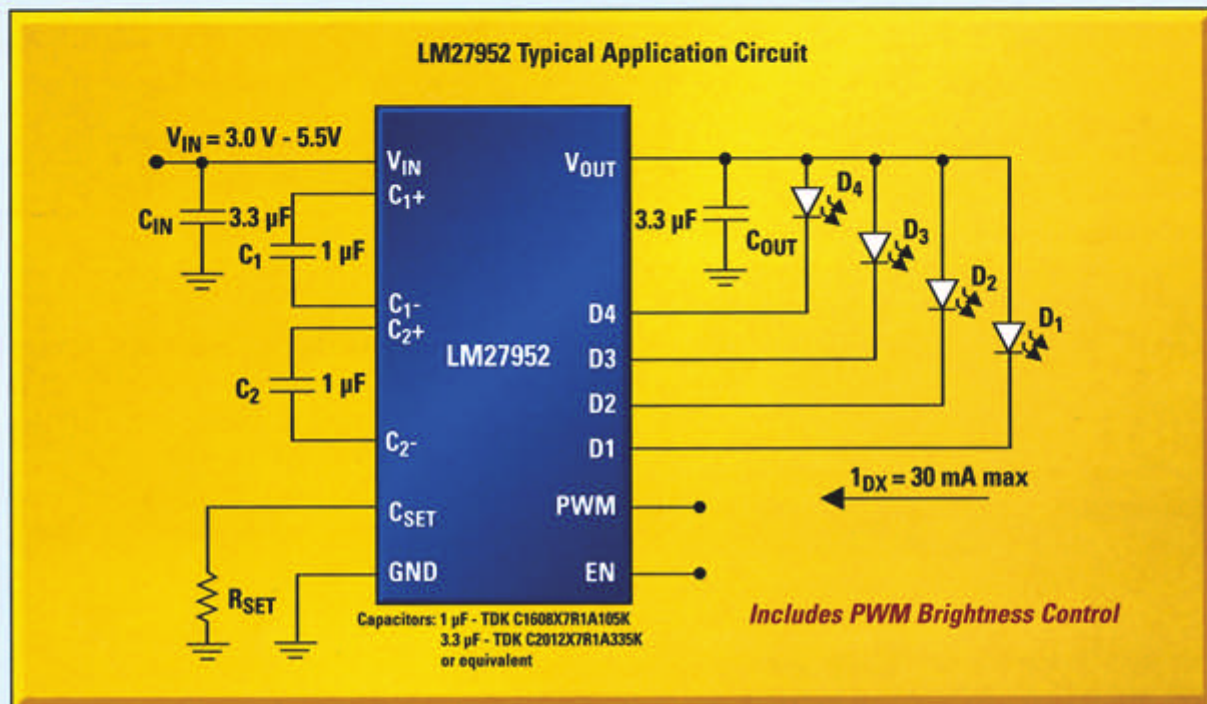 LM27952 Typical Application Circuit
VIN = 3.0 V - 5.5V
VIN
VOUT
C1+
D4
CIN
3.3 µF
3.3 µF
COUT
D3
C1
1 µF
D2
C1-
D4
C2+
D1
LM27952
D3
C2
1 µF
D2
C2-
D1
1DX = 30 mA max
CSET
PWM
GND
EN
RSET
Includes PWM Brightness Control
Capacitors: 1 µF - TDK C1608X7R1A105K
3.3 µF - TDK C2012X7R1A335K
or equivalent